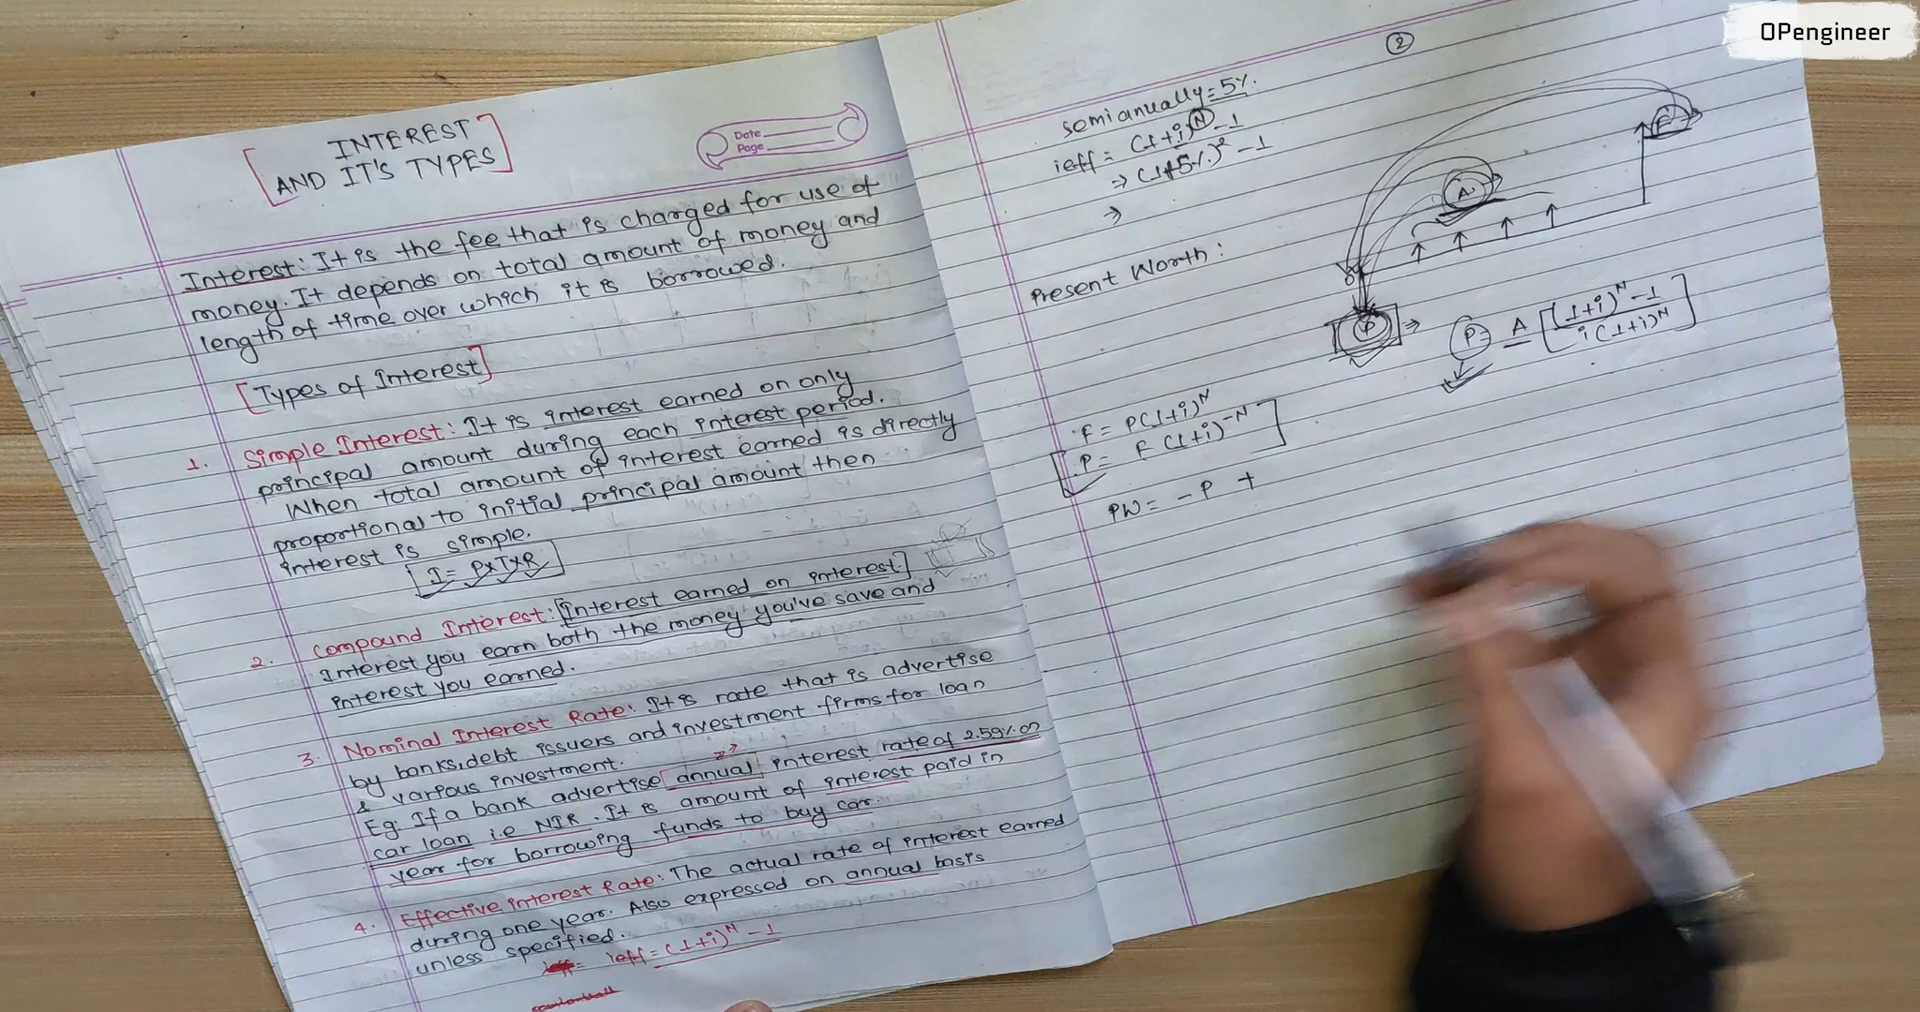 OPengineer
INTEREST
AND IT'S TYPES
Date
Page
Interest: It is the fee that is charged for use of
money. It depends on total amount of money and
length of time over which it is borrowed.
[Types of Interest]
1. Simple Interest: It is interest earned on only
principal amount during each interest period.
When total amount of interest earned is directly
proportional to initial principal amount then
interest is simple.
[I = P×T×R]
2. Compound Interest: [Interest earned on interest]
Interest you earn both the money you've save and
interest you earned.
3. Nominal Interest Rate: It is rate that is advertise
by banks, debt issuers and investment firms for loan
& various investment.
Eg: If a bank advertise annual interest rate of 2.59% on
car loan i.e NIR. It is amount of interest paid in
year for borrowing funds to buy car.
4. Effective interest Rate: The actual rate of interest earned
during one year. Also expressed on annual basis
unless specified.
ieff = (1+i)^N - 1
2
semianually = 5%.
ieff = (1+i)^N - 1
⇒ (1+5%)² - 1
⇒
Present Worth:
A
F
P ⇒
P = A [(1+i)^N - 1 / i(1+i)^N]
F = P(1+i)^N
P = F(1+i)^-N
PW = -P +